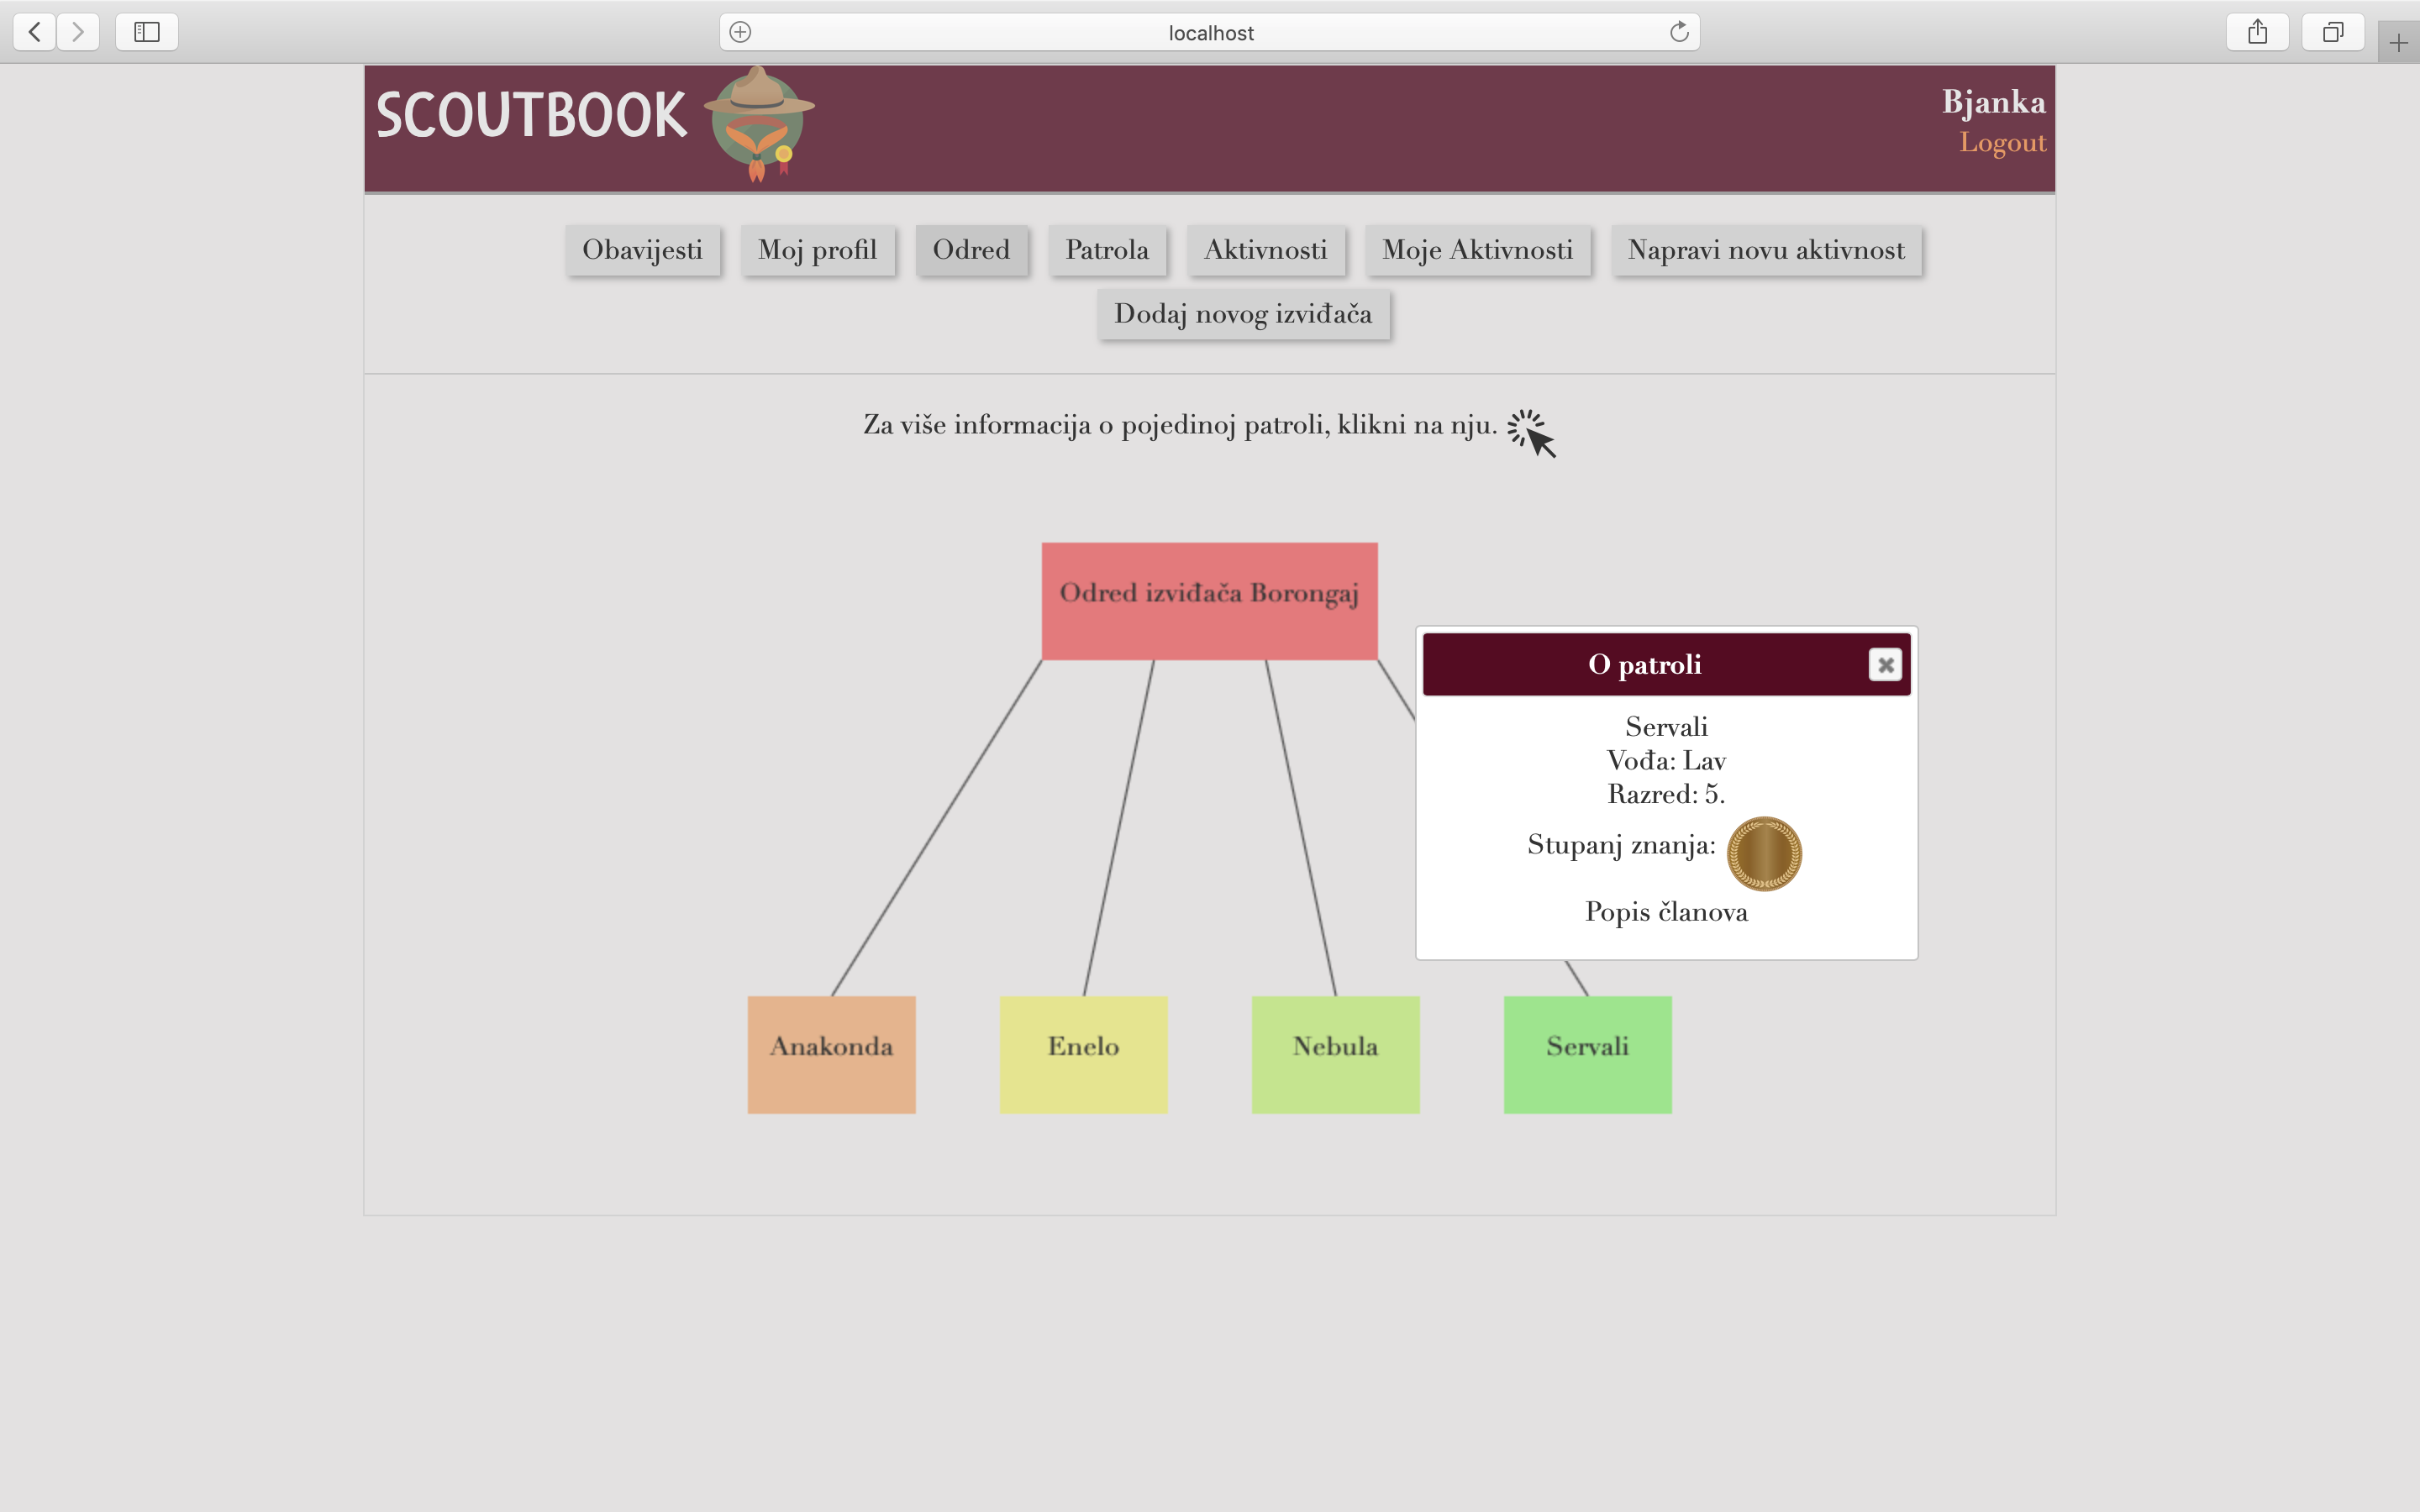 localhost
SCOUTBOOK
Bjanka
Logout
Obavijesti Moj profil Odred Patrola Aktivnosti Moje Aktivnosti Napravi novu aktivnost
Dodaj novog izviđača
Za više informacija o pojedinoj patroli, klikni na nju.
Odred izviđača Borongaj
O patroli
Servali
Vođa: Lav
Razred: 5.
Stupanj znanja:
Popis članova
Anakonda Enelo Nebula Servali